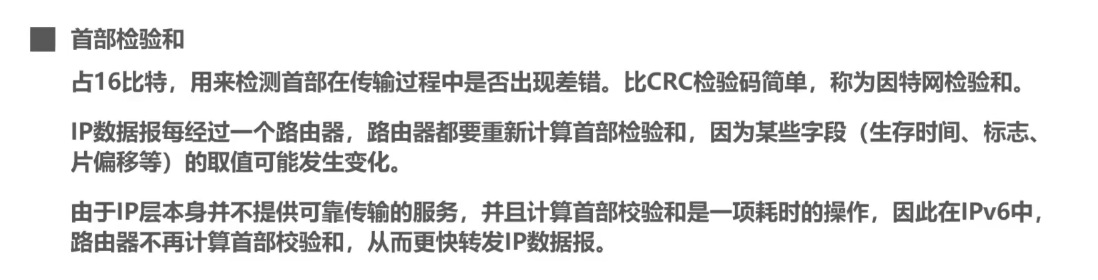 首部检验和
占16比特，用来检测首部在传输过程中是否出现差错。比CRC检验码简单，称为因特网检验和。
IP数据报每经过一个路由器，路由器都要重新计算首部检验和，因为某些字段（生存时间、标志、
片偏移等）的取值可能发生变化。
由于IP层本身并不提供可靠传输的服务，并且计算首部校验和是一项耗时的操作，因此在IPv6中，
路由器不再计算首部校验和，从而更快转发IP数据报。